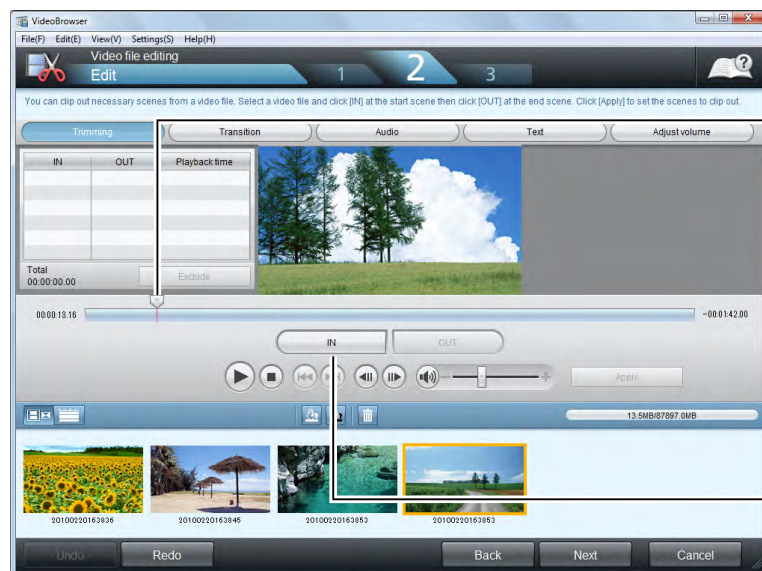 VideoBrowser
File(F) Edit(E) View(V) Settings(S) Help(H)
Video file editing
Edit 1 2 3
You can clip out necessary scenes from a video file. Select a video file and click [IN] at the start scene then click [OUT] at the end scene. Click [Apply] to set the scenes to clip out.
Trimming Transition Audio Text Adjust volume
IN OUT Playback time
Total
00:00:00.00 Exclude
00:00:13.16 -00:01:42.00
IN OUT
Apply
13.5MB/87897.0MB
20100220163836 20100220163845 20100220163853 20100220163853
Undo Redo Back Next Cancel